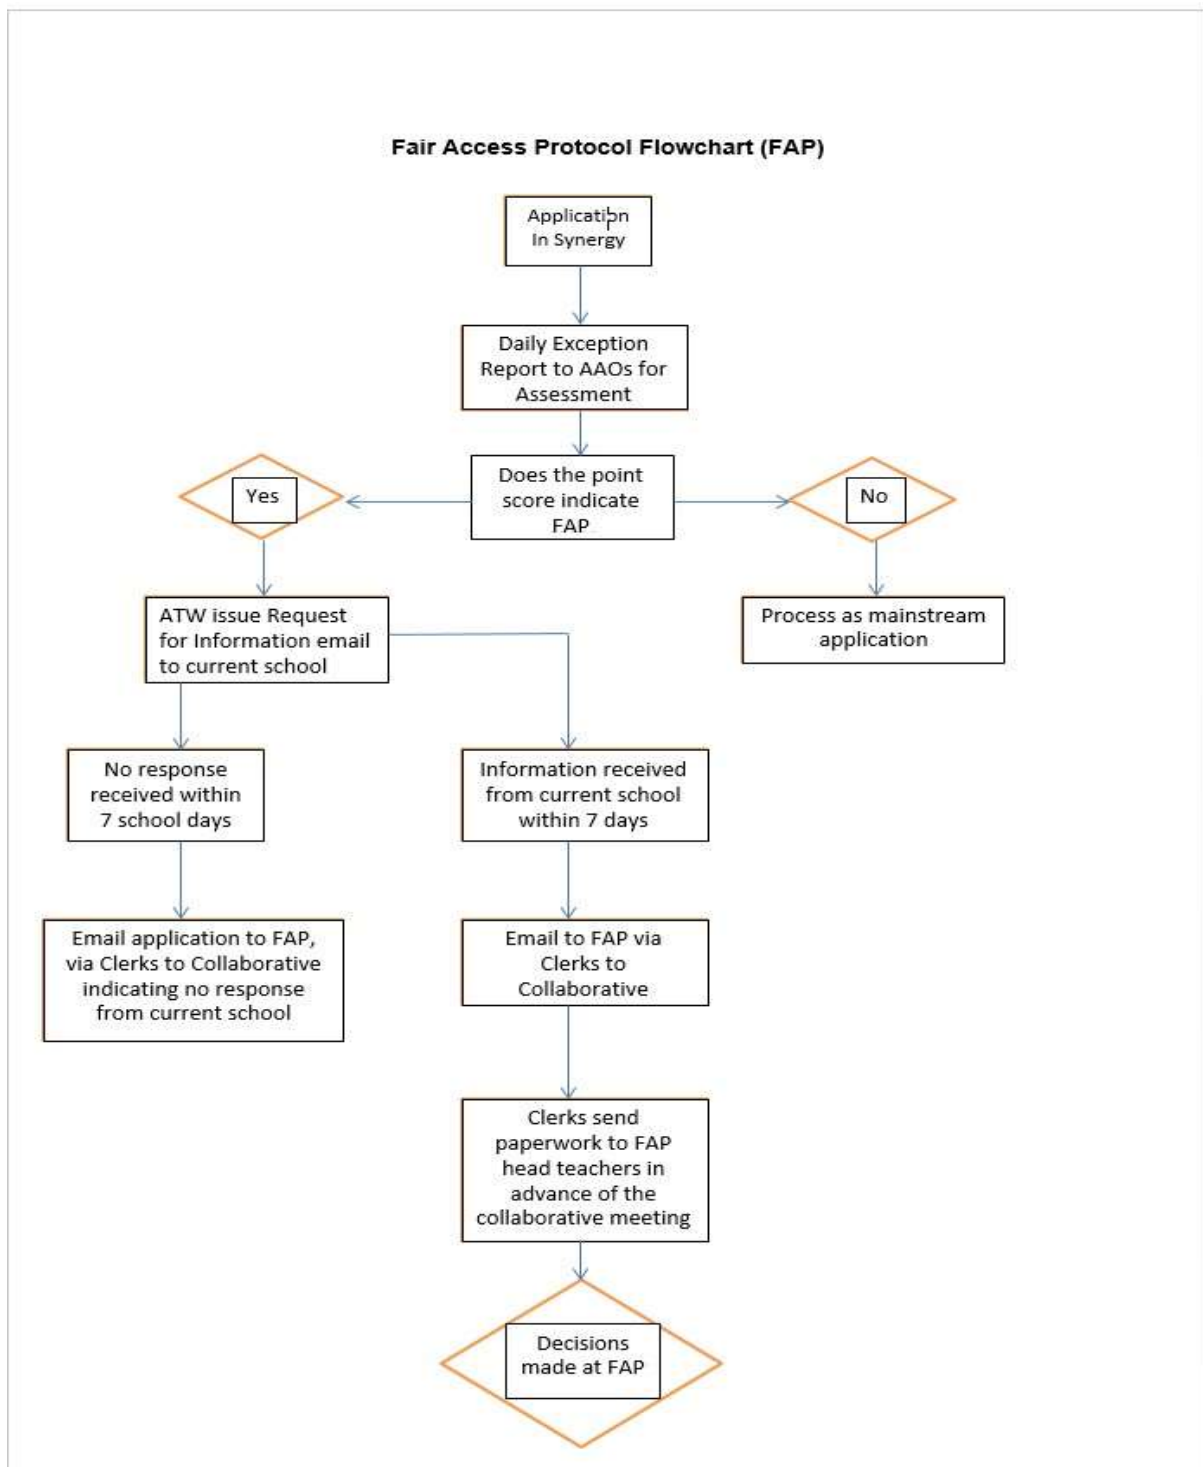 Fair Access Protocol Flowchart (FAP)
Application
In Synergy
Daily Exception
Report to AAOs for
Assessment
Does the point
score indicate
FAP
Yes
No
ATW issue Request
for Information email
to current school
Process as mainstream
application
No response
received within
7 school days
Information received
from current school
within 7 days
Email application to FAP,
via Clerks to Collaborative
indicating no response
from current school
Email to FAP via
Clerks to
Collaborative
Clerks send
paperwork to FAP
head teachers in
advance of the
collaborative meeting
Decisions
made at FAP